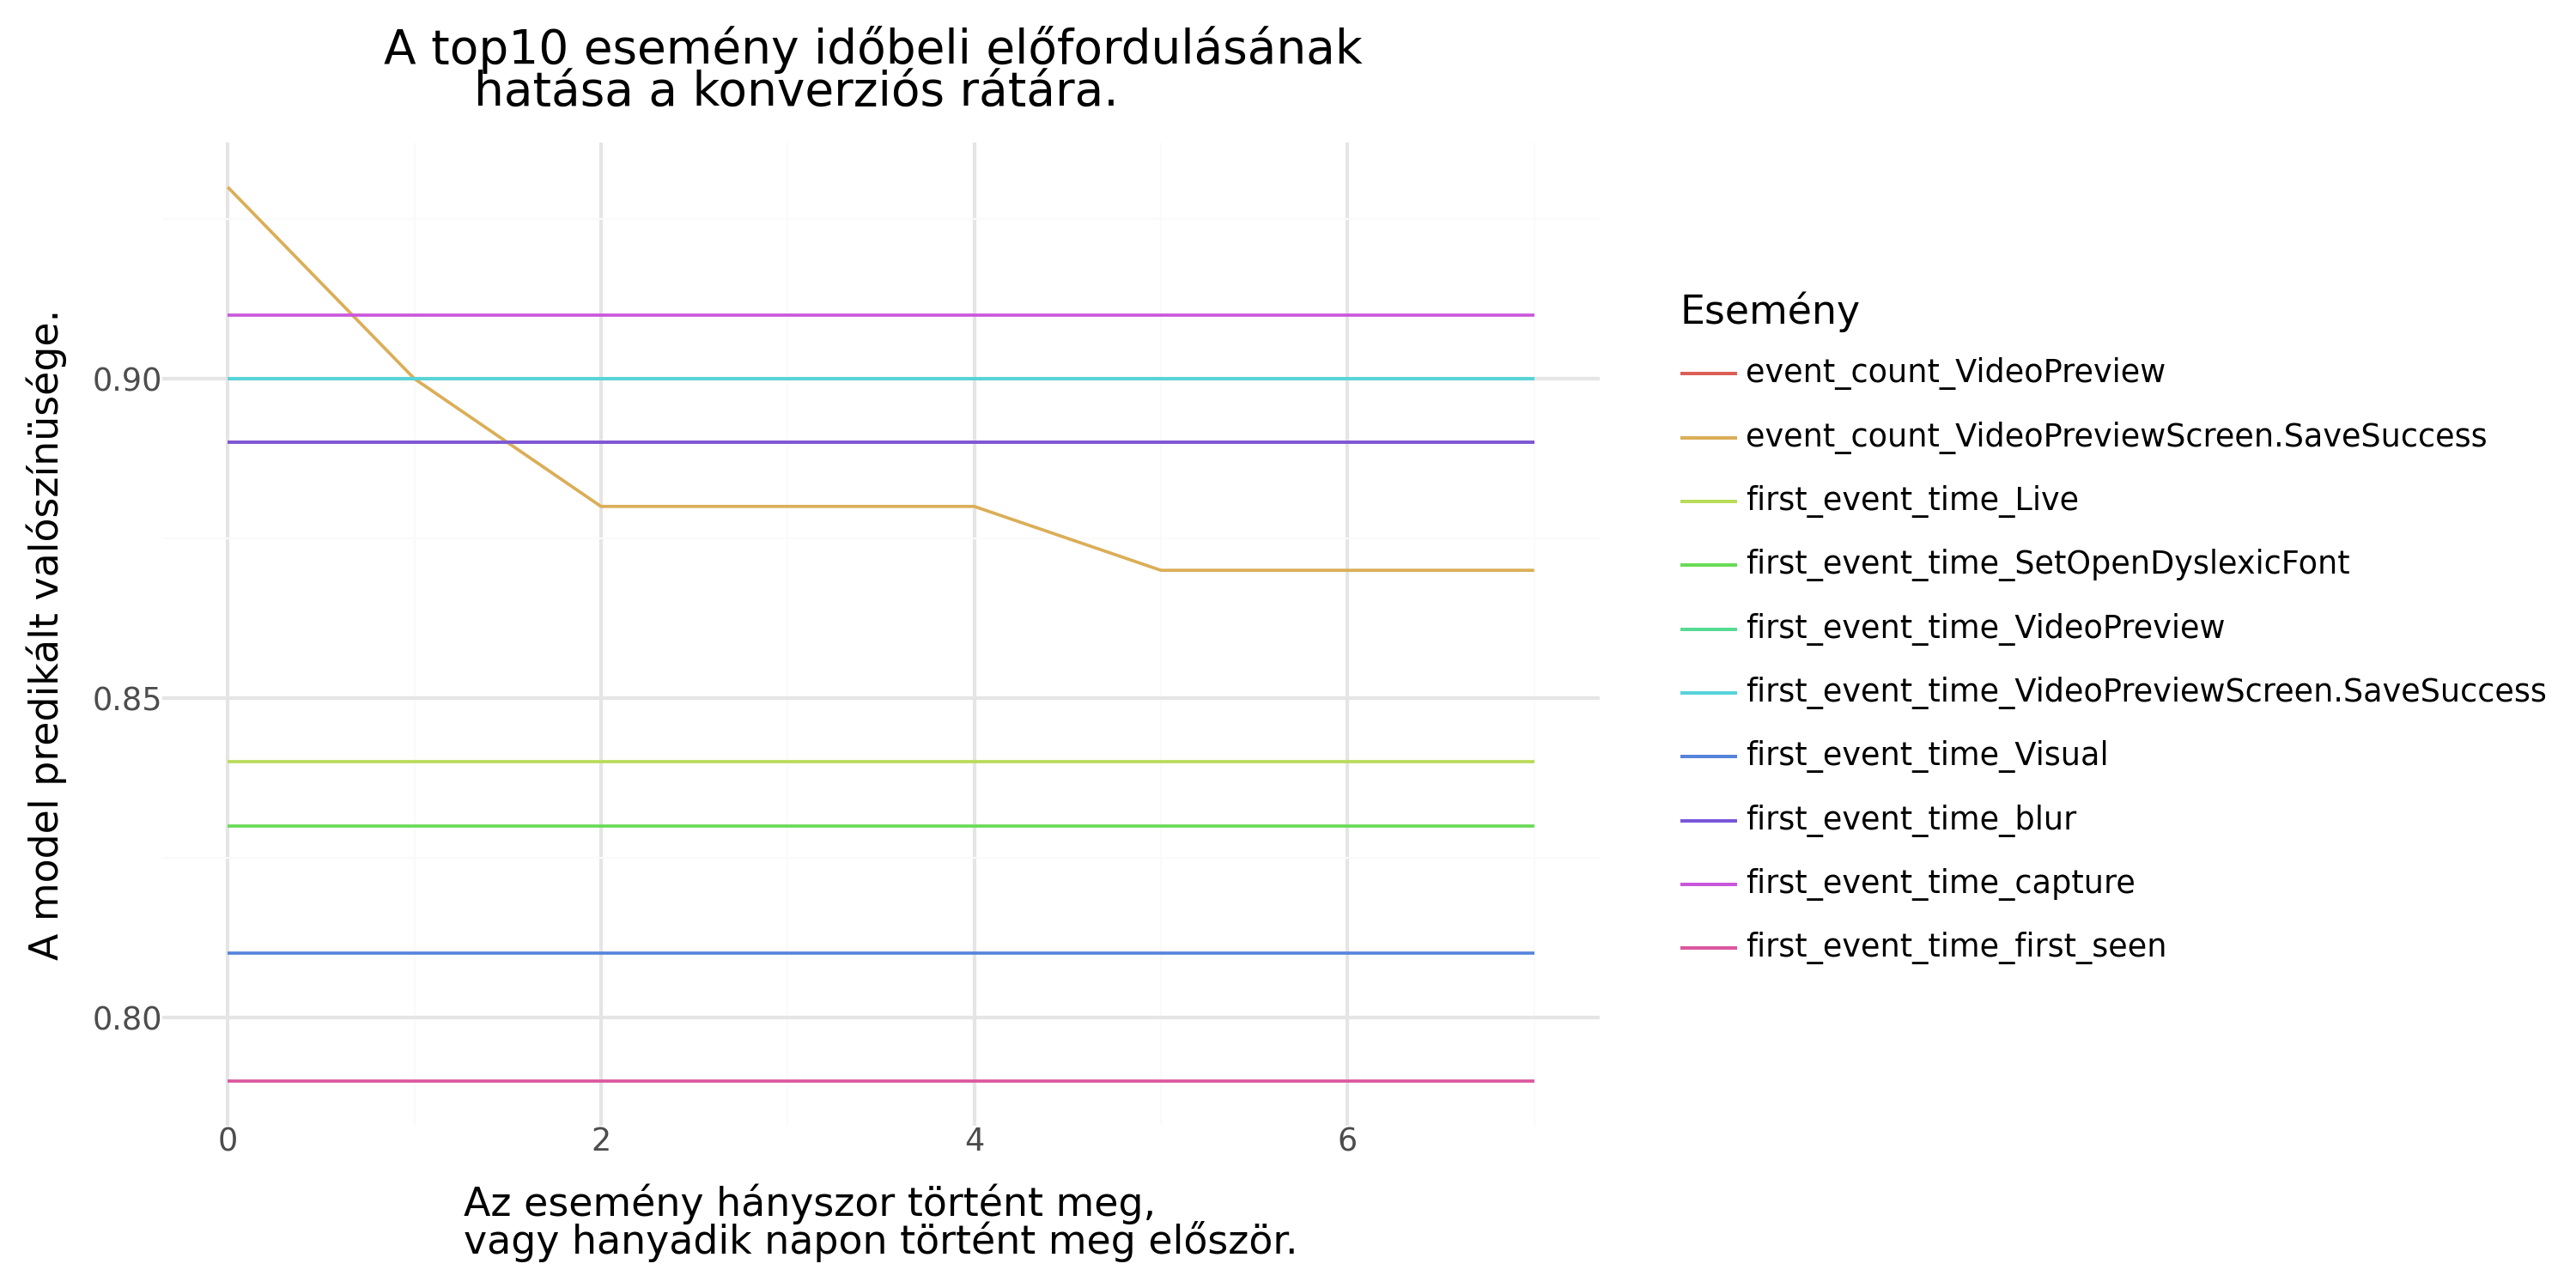 A top10 esemény időbeli előfordulásának
hatása a konverziós rátára.
A model predikált valószínüsége.
0.90
0.85
0.80
0
2
4
6
Az esemény hányszor történt meg,
vagy hanyadik napon történt meg először.
Esemény
event_count_VideoPreview
event_count_VideoPreviewScreen.SaveSuccess
first_event_time_Live
first_event_time_SetOpenDyslexicFont
first_event_time_VideoPreview
first_event_time_VideoPreviewScreen.SaveSuccess
first_event_time_Visual
first_event_time_blur
first_event_time_capture
first_event_time_first_seen